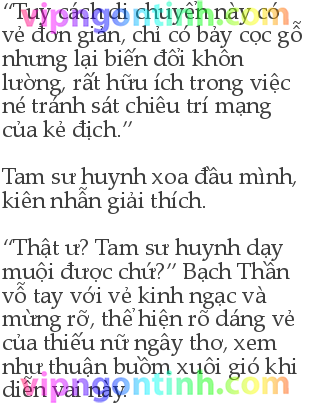 “Tuy cách di chuyển này có
vẻ đơn giản, chỉ có bảy cọc gỗ
nhưng lại biến đổi khôn
lường, rất hữu ích trong việc
né tránh sát chiêu trí mạng
của kẻ địch.”
Tam sư huynh xoa đầu mình,
kiên nhẫn giải thích.
“Thật ư? Tam sư huynh dạy
muội được chứ?” Bạch Thần
vỗ tay với vẻ kinh ngạc và
mừng rỡ, thể hiện rõ dáng vẻ
của thiếu nữ ngây thơ, xem
như thuận buồm xuôi gió khi
diễn vai này.
vipngontinh.com
vipngontinh.com